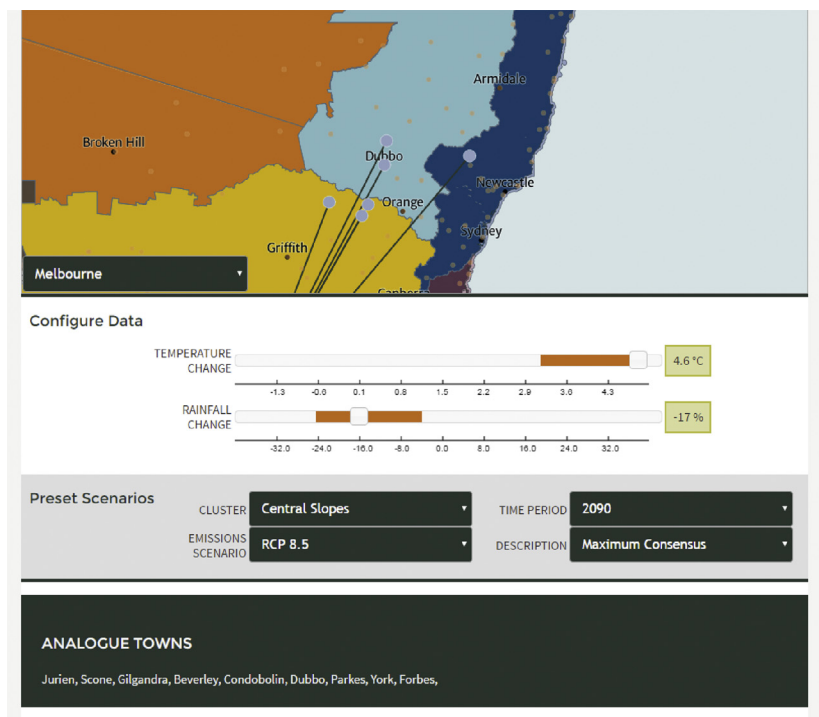 Armidale
Broken Hill
Dubbo
Newcastle
Orange
Sydney
Griffith
Melbourne
Canberra
Configure Data
TEMPERATURE
CHANGE
4.6 °C
-1.3 -0.6 0.1 0.8 1.5 2.2 2.9 3.6 4.3
RAINFALL
CHANGE
-17 %
-32.0 -24.0 -16.0 -8.0 0.0 8.0 16.0 24.0 32.0
Preset Scenarios
CLUSTER Central Slopes TIME PERIOD 2090
EMISSIONS
SCENARIO RCP 8.5 DESCRIPTION Maximum Consensus
ANALOGUE TOWNS
Jurien, Scone, Gilgandra, Beverley, Condobolin, Dubbo, Parkes, York, Forbes,